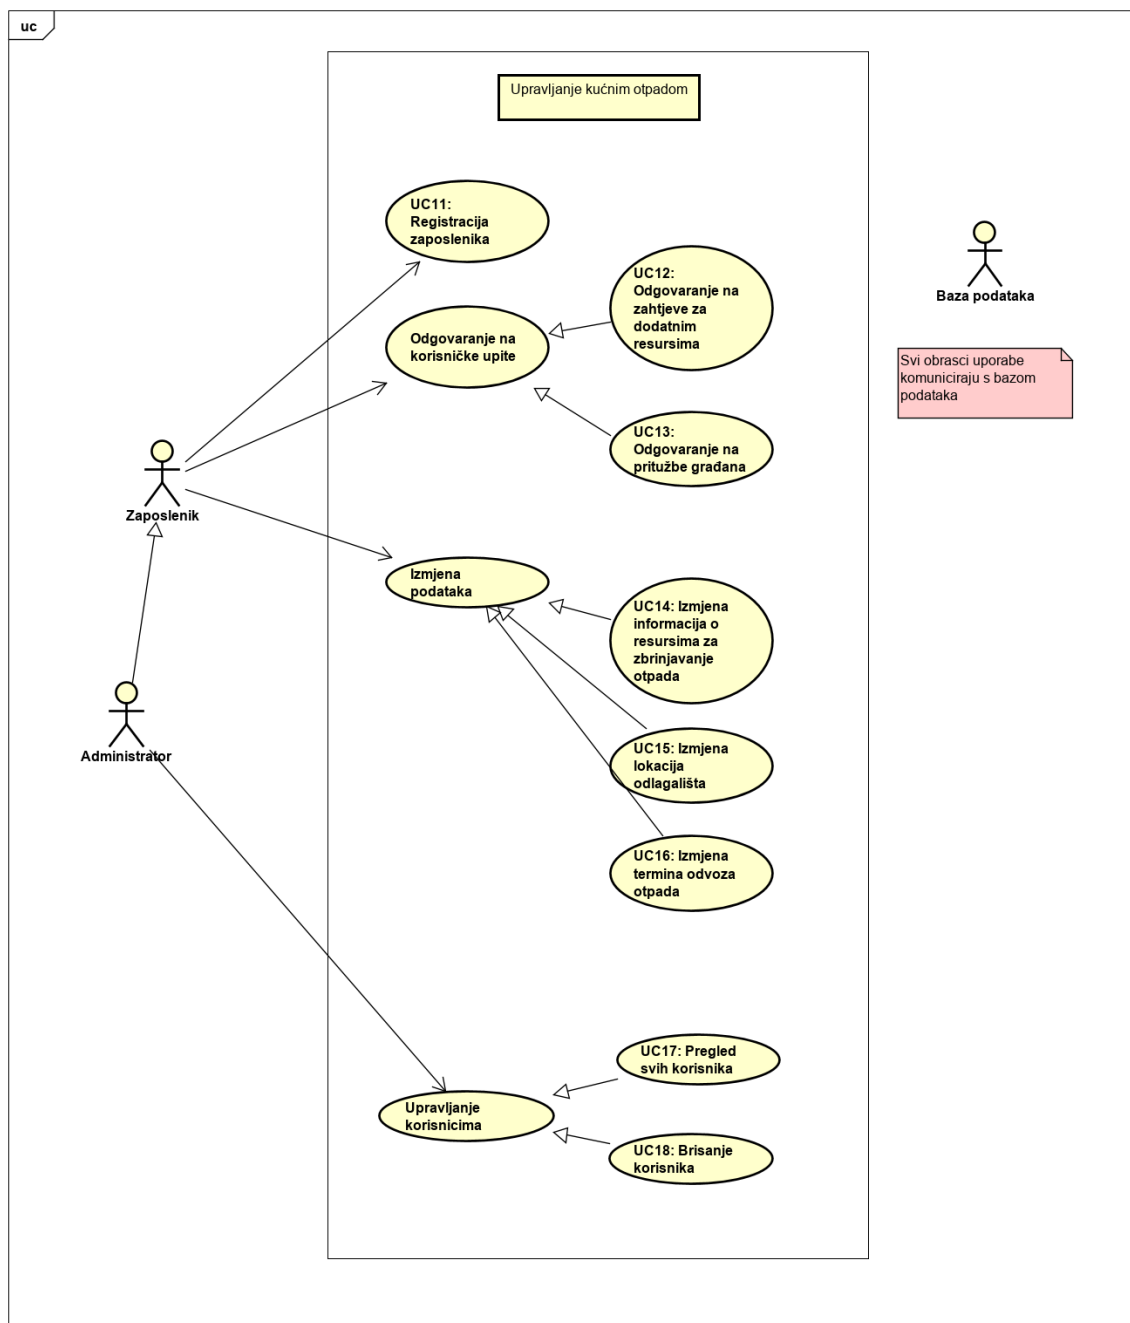 uc
Upravljanje kućnim otpadom
UC11:
Registracija
zaposlenika
UC12:
Odgovaranje na
zahtjeve za
dodatnim
resursima
Baza podataka
Odgovaranje na
korisničke upite
Svi obrasci uporabe
komuniciraju s bazom
podataka
UC13:
Odgovaranje na
pritužbe građana
Zaposlenik
Izmjena
podataka
UC14: Izmjena
informacija o
resursima za
zbrinjavanje
otpada
Administrator
UC15: Izmjena
lokacija
odlagališta
UC16: Izmjena
termina odvoza
otpada
UC17: Pregled
svih korisnika
Upravljanje
korisnicima
UC18: Brisanje
korisnika